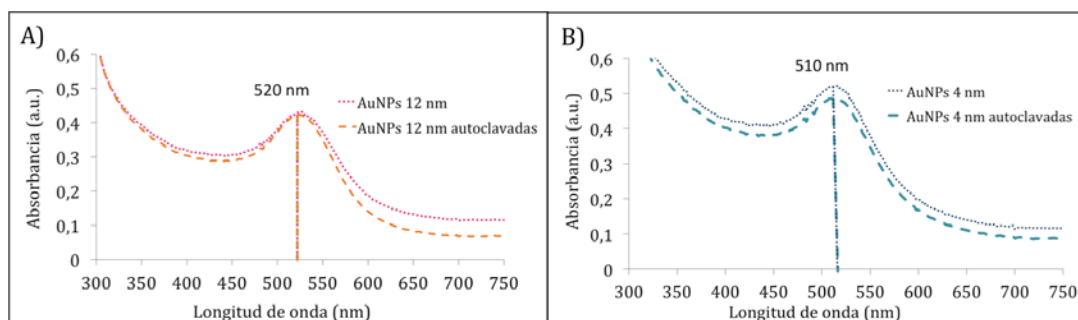 A)
0,6
0,5
0,4
0,3
0,2
0,1
0
Absorbancia (a.u.)
520 nm
AuNPs 12 nm
AuNPs 12 nm autoclavadas
300 350 400 450 500 550 600 650 700 750
Longitud de onda (nm)
B)
0,6
0,5
0,4
0,3
0,2
0,1
0
Absorbancia (a.u.)
510 nm
AuNPs 4 nm
AuNPs 4 nm autoclavadas
300 350 400 450 500 550 600 650 700 750
Longitud de onda (nm)